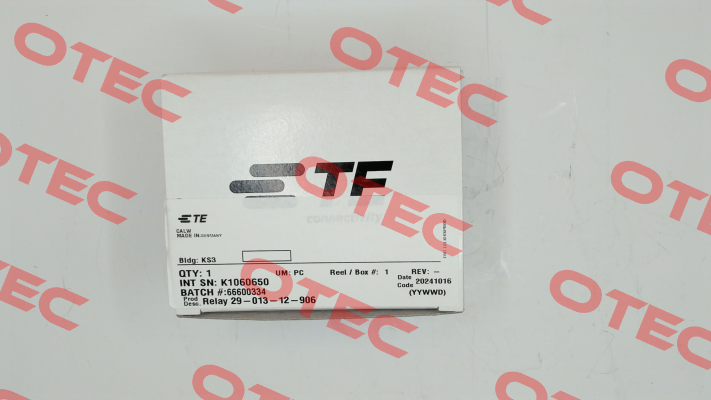 TE
connectivity
TE
CALW
MADE IN GERMANY
Bldg: KS3
QTY: 1 UM: PC Reel / Box #: 1 REV: --
INT SN: K1060650 Date Code 20241016
BATCH #:66600334 (YYWWD)
Prod Desc. Relay 29-013-12-906
OTEC
OTEC
OTEC
OTEC
OTEC
OTEC
OTEC
OTEC
OTEC
OTEC
OTEC
OTEC